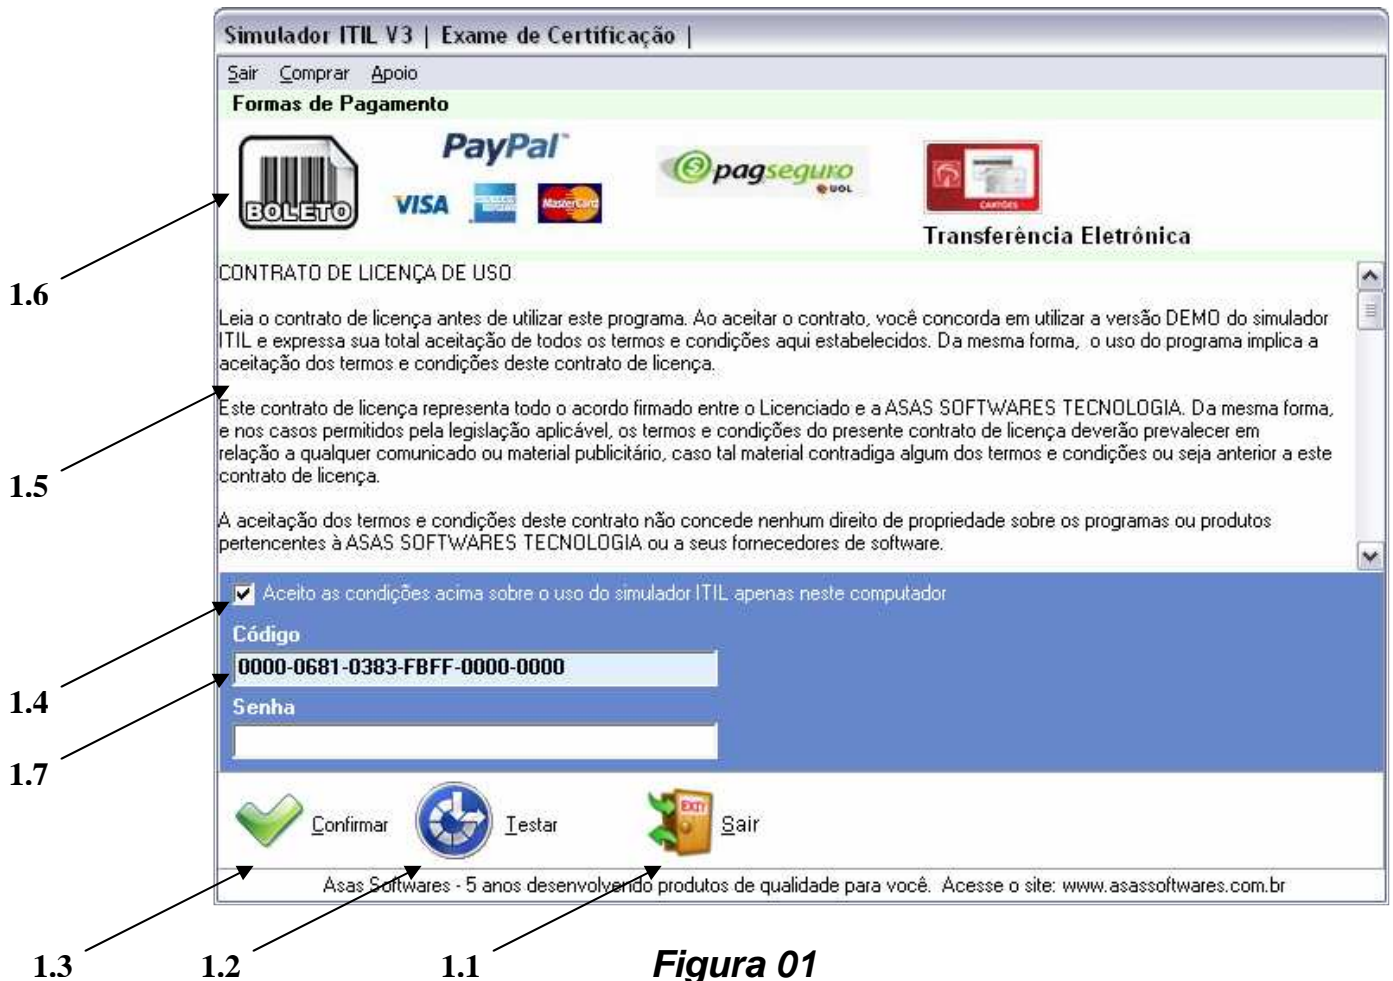 Simulador ITIL V3 | Exame de Certificação |
Sair Comprar Apoio
Formas de Pagamento
BOLETO
PayPal
VISA AMERICAN EXPRESS MasterCard
pagseguro
UOL
CARTÕES
Transferência Eletrônica
1.6
CONTRATO DE LICENÇA DE USO
Leia o contrato de licença antes de utilizar este programa. Ao aceitar o contrato, você concorda em utilizar a versão DEMO do simulador
ITIL e expressa sua total aceitação de todos os termos e condições aqui estabelecidos. Da mesma forma, o uso do programa implica a
aceitação dos termos e condições deste contrato de licença.
Este contrato de licença representa todo o acordo firmado entre o Licenciado e a ASAS SOFTWARES TECNOLOGIA. Da mesma forma,
e nos casos permitidos pela legislação aplicável, os termos e condições do presente contrato de licença deverão prevalecer em
relação a qualquer comunicado ou material publicitário, caso tal material contradiga algum dos termos e condições ou seja anterior a este
contrato de licença.
1.5
A aceitação dos termos e condições deste contrato não concede nenhum direito de propriedade sobre os programas ou produtos
pertencentes à ASAS SOFTWARES TECNOLOGIA ou a seus fornecedores de software.
Aceito as condições acima sobre o uso do simulador ITIL apenas neste computador
Código
0000-0681-0383-FBFF-0000-0000
1.4
Senha
1.7
Confirmar Testar EXIT Sair
Asas Softwares - 5 anos desenvolvendo produtos de qualidade para você. Acesse o site: www.asassoftwares.com.br
1.3 1.2 1.1 Figura 01